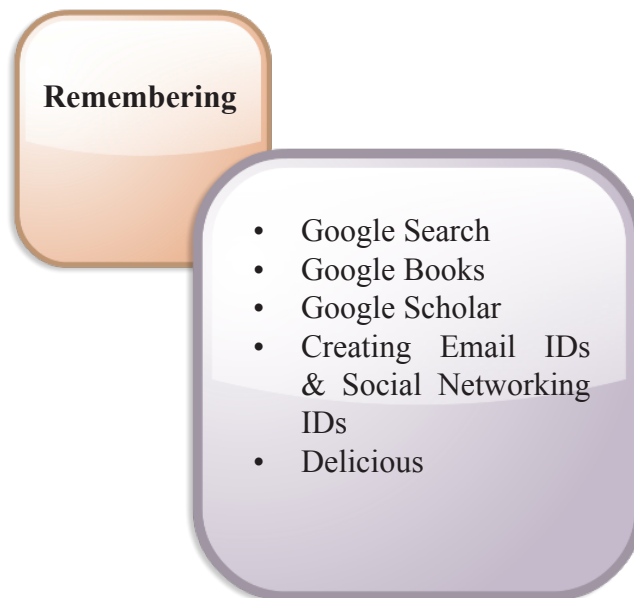 Remembering
• Google Search
• Google Books
• Google Scholar
• Creating Email IDs
& Social Networking
IDs
• Delicious